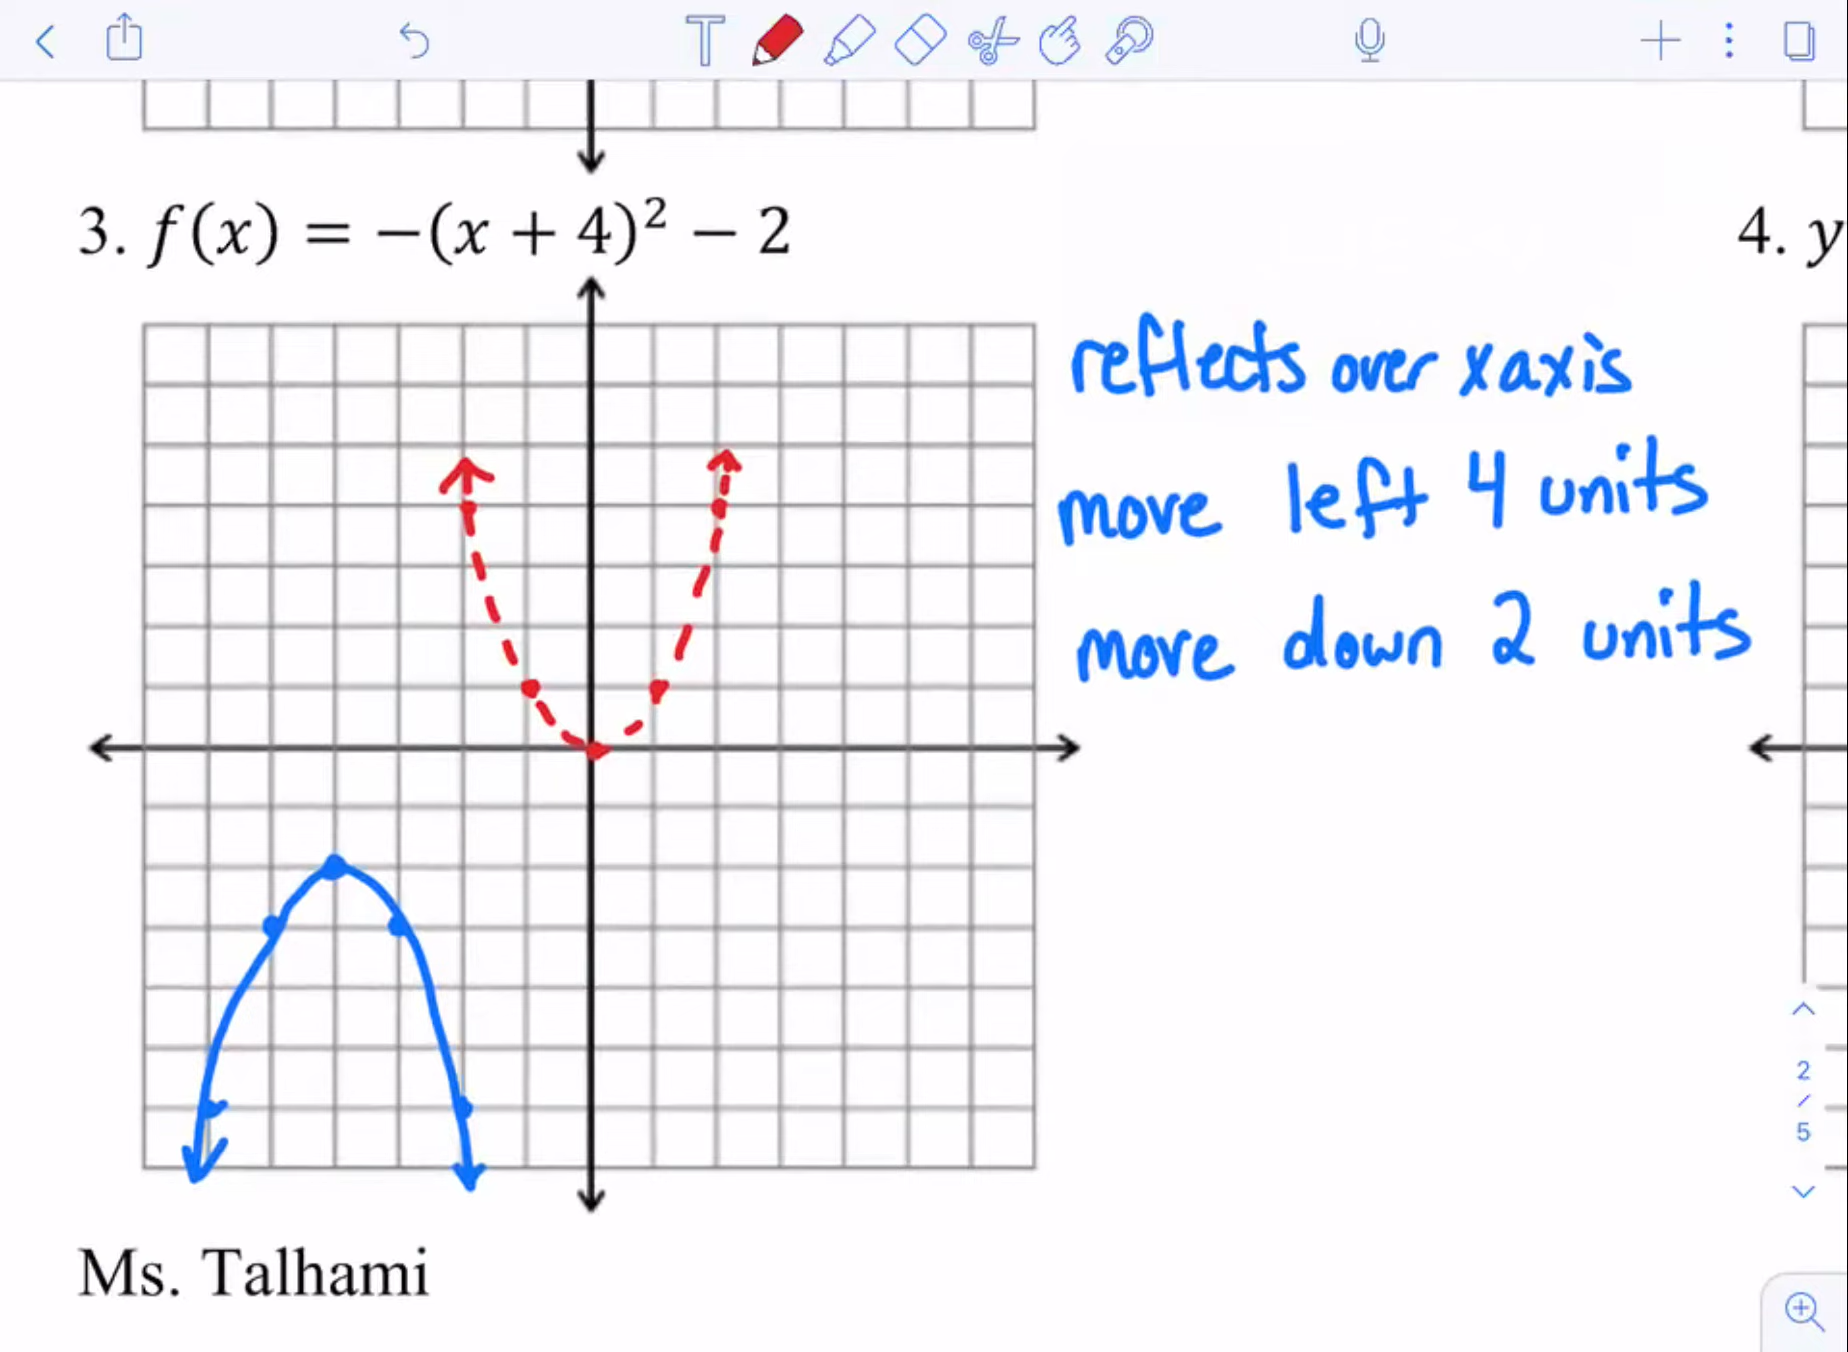 3. f(x) = −(x + 4)² − 2
4. y
reflects over x axis
move left 4 units
move down 2 units
2
/
5
Ms. Talhami